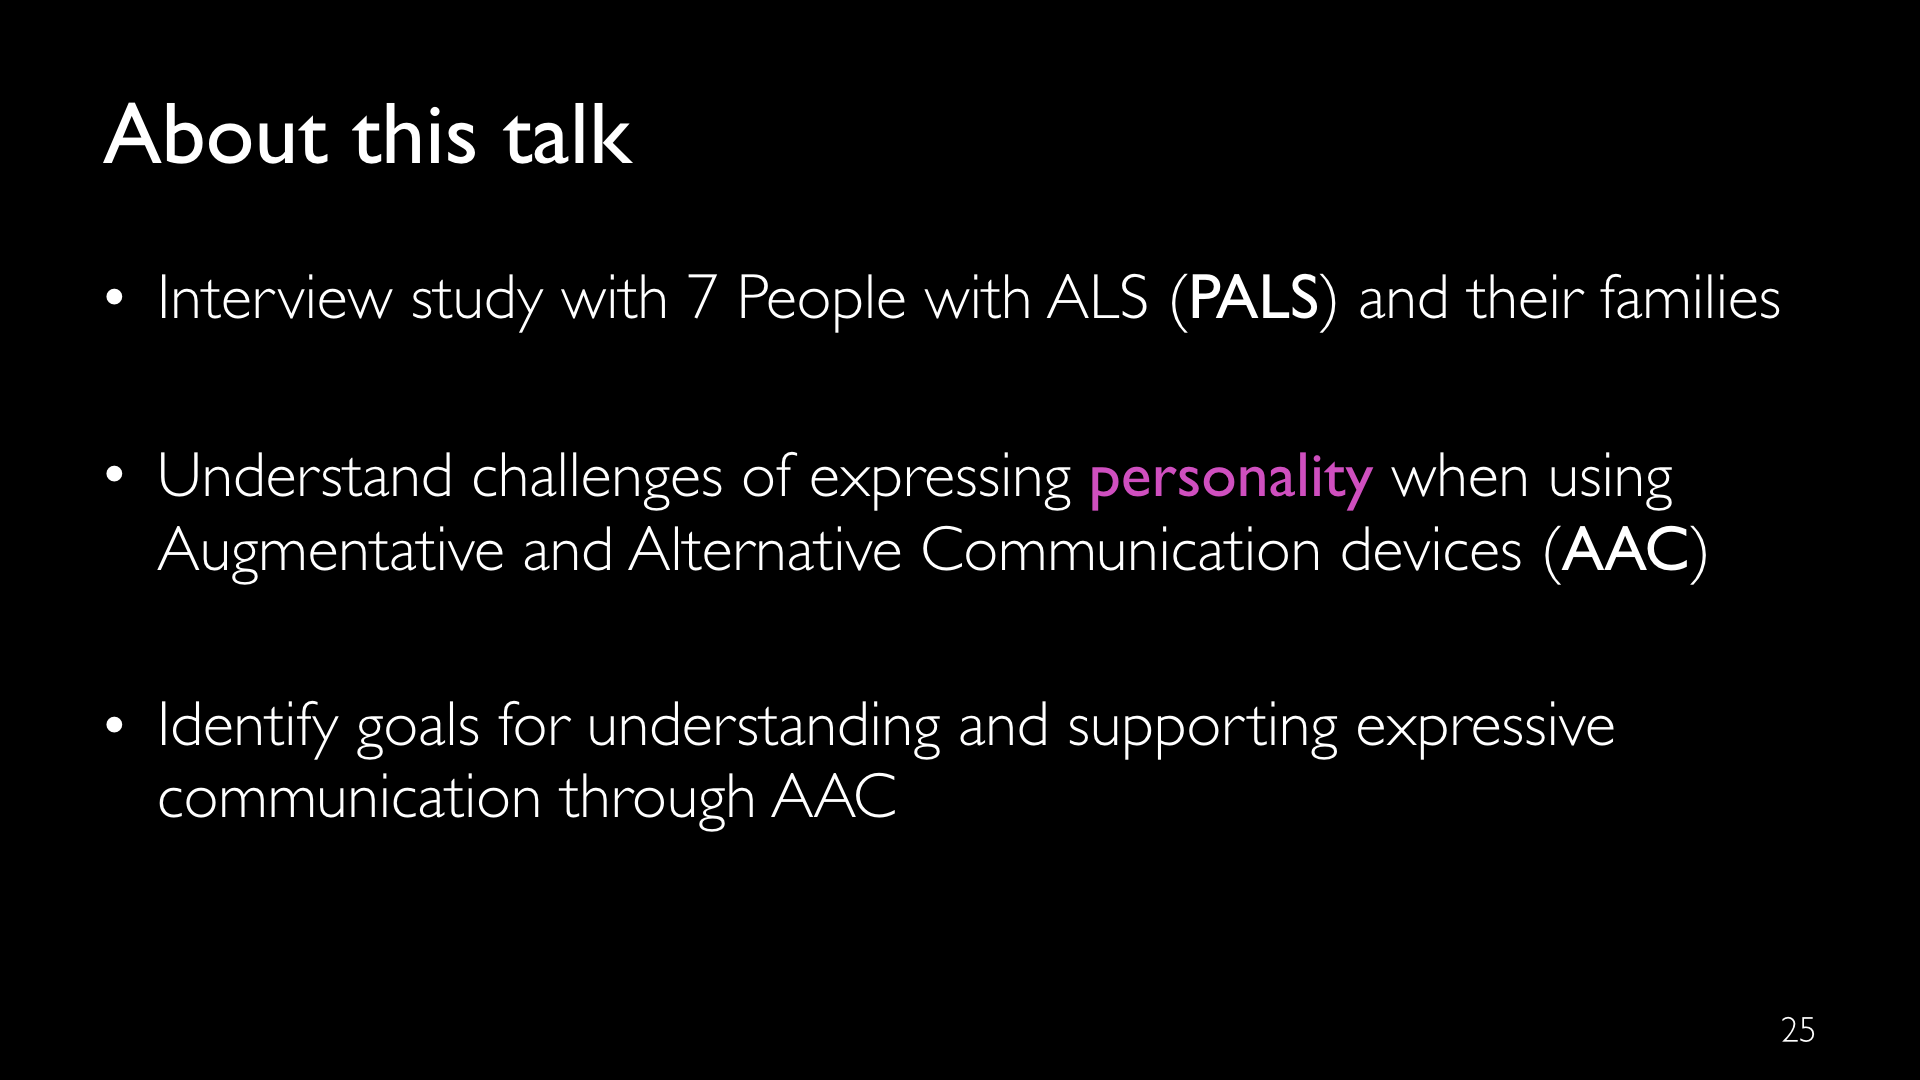 About this talk
• Interview study with 7 People with ALS (PALS) and their families
• Understand challenges of expressing personality when using
Augmentative and Alternative Communication devices (AAC)
• Identify goals for understanding and supporting expressive
communication through AAC
25